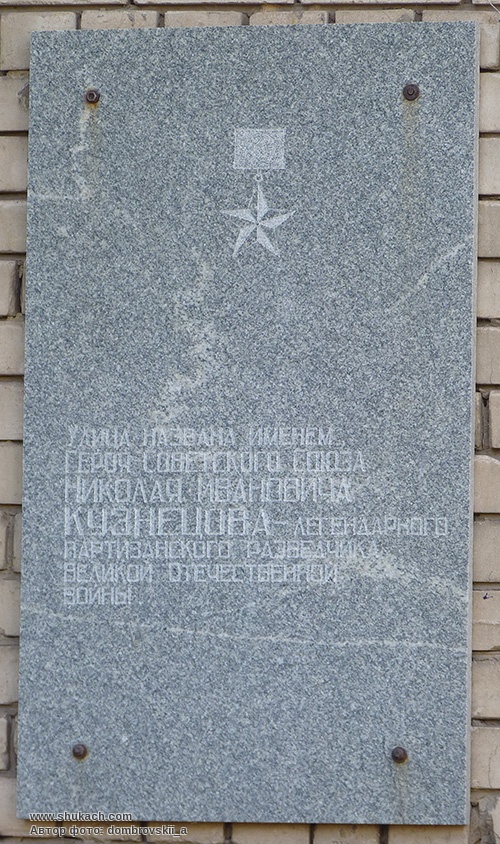 УЛИЦА НАЗВАНА ИМЕНЕМ
ГЕРОЯ СОВЕТСКОГО СОЮЗА
НИКОЛАЯ ИВАНОВИЧА
КУЗНЕЦОВА – ЛЕГЕНДАРНОГО
ПАРТИЗАНСКОГО РАЗВЕДЧИКА
ВЕЛИКОЙ ОТЕЧЕСТВЕННОЙ
ВОЙНЫ
www.shukach.com
Автор фото: dombrovskii_a